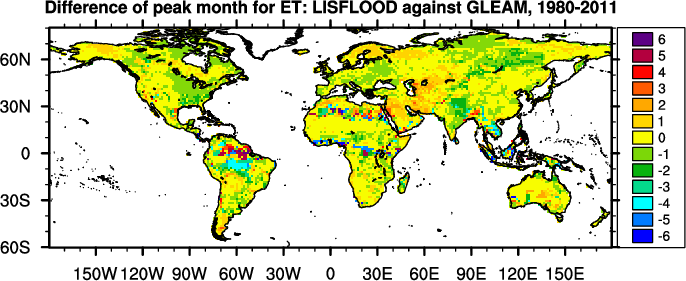 Difference of peak month for ET: LISFLOOD against GLEAM, 1980-2011
60N
30N
0
30S
60S
150W 120W 90W 60W 30W 0 30E 60E 90E 120E 150E
6
5
4
3
2
1
0
-1
-2
-3
-4
-5
-6